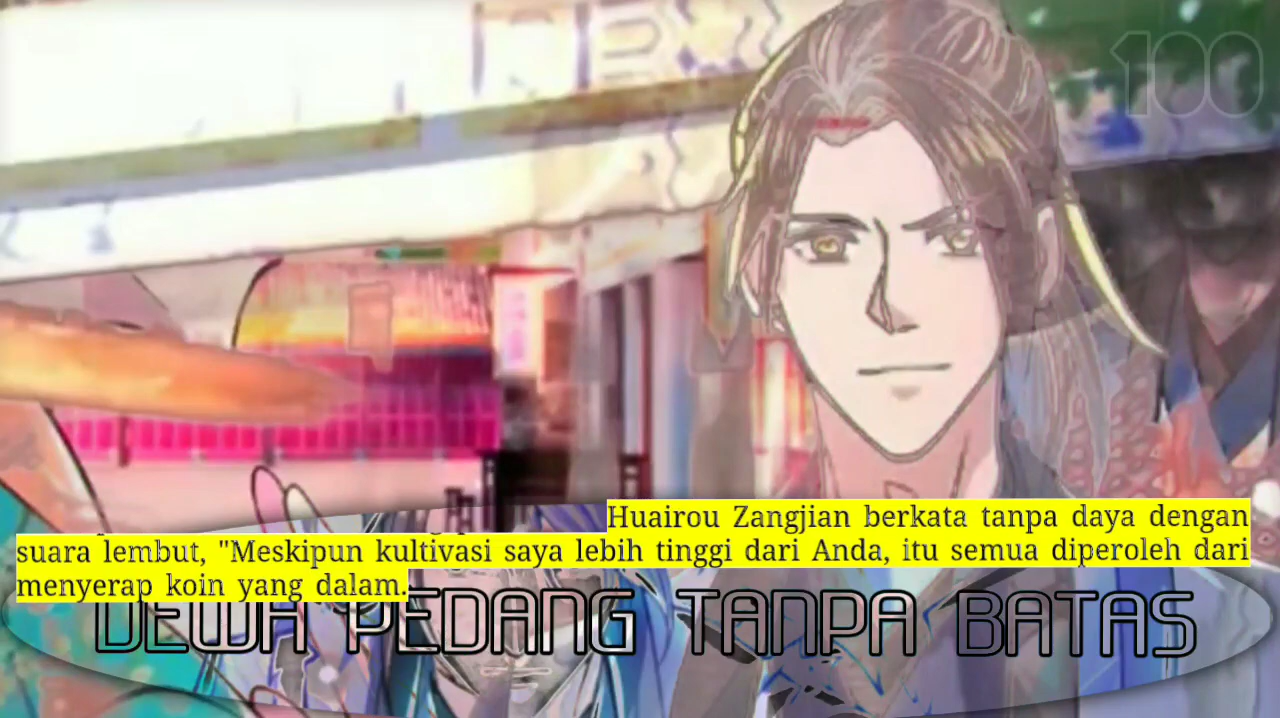 100
Huairou Zangjian berkata tanpa daya dengan
suara lembut, "Meskipun kultivasi saya lebih tinggi dari Anda, itu semua diperoleh dari
menyerap koin yang dalam.
DEWA PEDANG TANPA BATAS